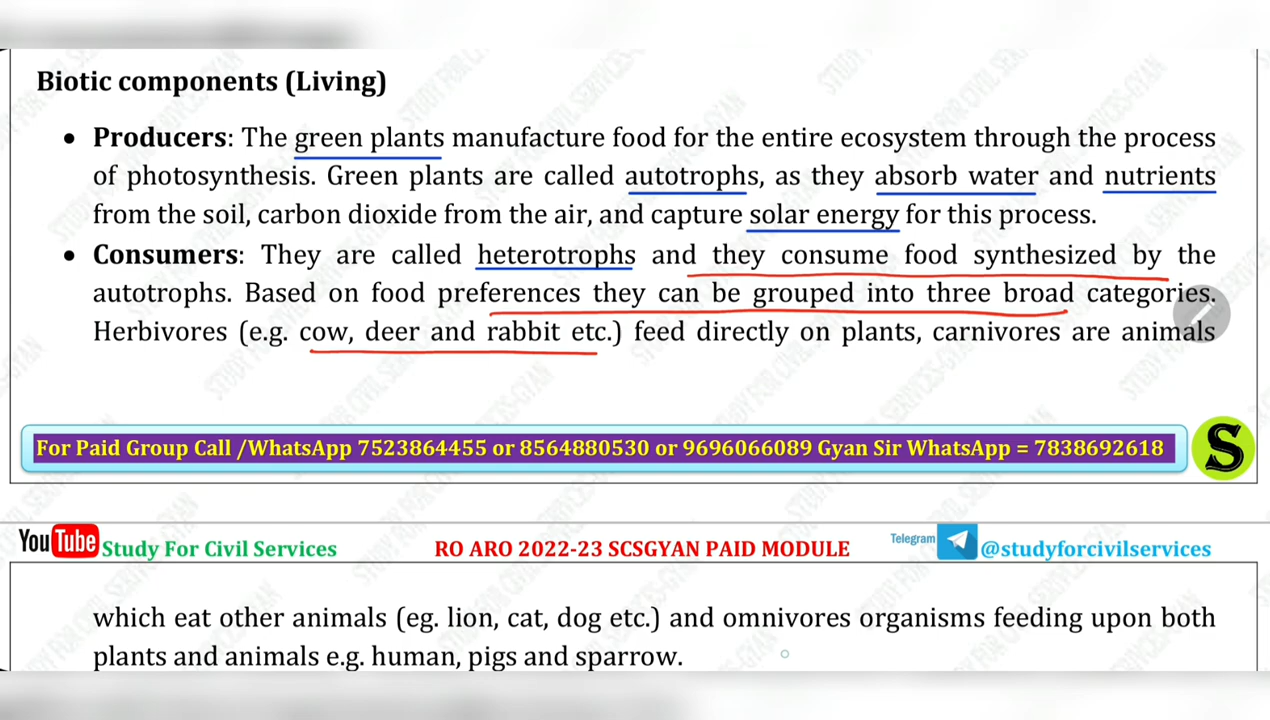 Biotic components (Living)
• Producers: The green plants manufacture food for the entire ecosystem through the process
of photosynthesis. Green plants are called autotrophs, as they absorb water and nutrients
from the soil, carbon dioxide from the air, and capture solar energy for this process.
• Consumers: They are called heterotrophs and they consume food synthesized by the
autotrophs. Based on food preferences they can be grouped into three broad categories.
Herbivores (e.g. cow, deer and rabbit etc.) feed directly on plants, carnivores are animals
For Paid Group Call /WhatsApp 7523864455 or 8564880530 or 9696066089 Gyan Sir WhatsApp = 7838692618
S
YouTube Study For Civil Services RO ARO 2022-23 SCSGYAN PAID MODULE Telegram @studyforcivilservices
which eat other animals (eg. lion, cat, dog etc.) and omnivores organisms feeding upon both
plants and animals e.g. human, pigs and sparrow.